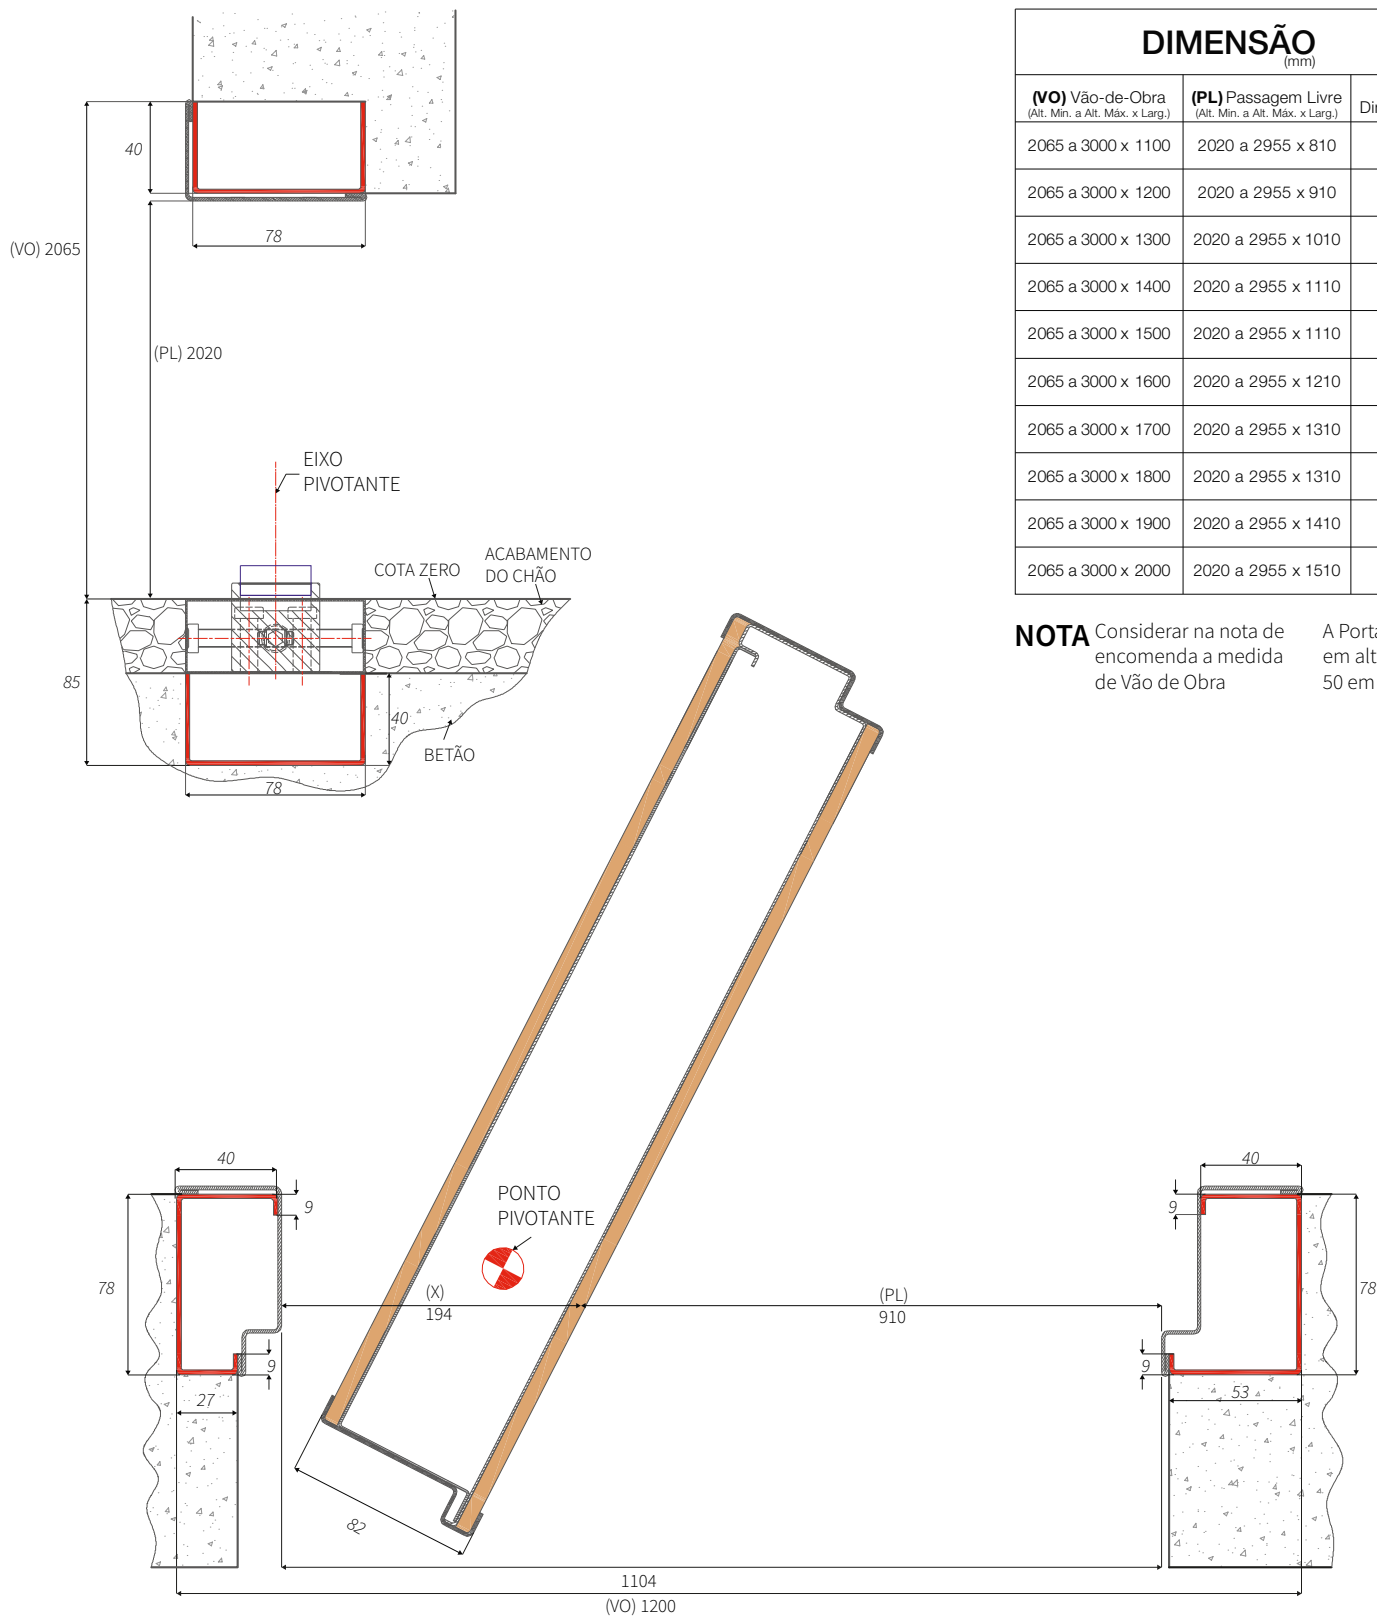 DIMENSÃO
(mm)
(VO) Vão-de-Obra
(Alt. Min. a Alt. Máx. x Larg.)
(PL) Passagem Livre
(Alt. Min. a Alt. Máx. x Larg.)
2065 a 3000 x 1100 2020 a 2955 x 810
2065 a 3000 x 1200 2020 a 2955 x 910
2065 a 3000 x 1300 2020 a 2955 x 1010
2065 a 3000 x 1400 2020 a 2955 x 1110
2065 a 3000 x 1500 2020 a 2955 x 1110
2065 a 3000 x 1600 2020 a 2955 x 1210
2065 a 3000 x 1700 2020 a 2955 x 1310
2065 a 3000 x 1800 2020 a 2955 x 1310
2065 a 3000 x 1900 2020 a 2955 x 1410
2065 a 3000 x 2000 2020 a 2955 x 1510
NOTA
Considerar na nota de
encomenda a medida
de Vão de Obra
A Porta
em alt
50 em
40
78
(VO) 2065
(PL) 2020
EIXO
PIVOTANTE
COTA ZERO
ACABAMENTO
DO CHÃO
85
40
BETÃO
78
40
9
78
9
27
PONTO
PIVOTANTE
(X)
194
(PL)
910
82
40
9
78
9
53
1104
(VO) 1200